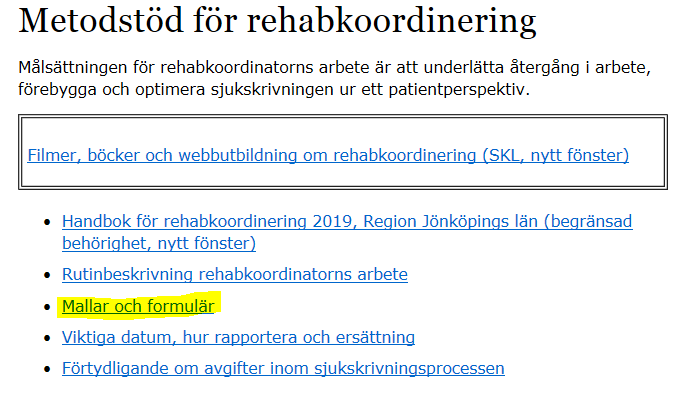 Metodstöd för rehabkoordinering
Målsättningen för rehabkoordinatorns arbete är att underlätta återgång i arbete,
förebygga och optimera sjukskrivningen ur ett patientperspektiv.
Filmer, böcker och webbutbildning om rehabkoordinering (SKL, nytt fönster)
• Handbok för rehabkoordinering 2019, Region Jönköpings län (begränsad
behörighet, nytt fönster)
• Rutinbeskrivning rehabkoordinatorns arbete
• Mallar och formulär
• Viktiga datum, hur rapportera och ersättning
• Förtydligande om avgifter inom sjukskrivningsprocessen